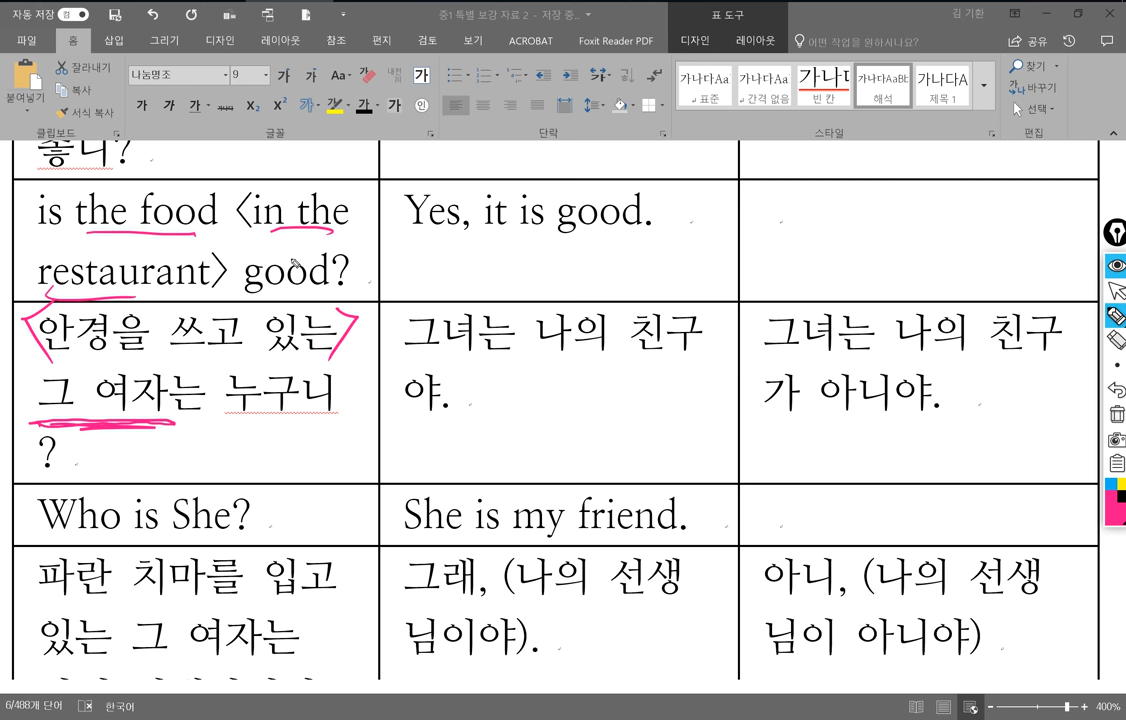 자동 저장
중1 특별 보강 자료 2 - 저장 중...
표 도구
김 기환
파일
홈
삽입
그리기
디자인
레이아웃
참조
편지
검토
보기
ACROBAT
Foxit Reader PDF
디자인
레이아웃
어떤 작업을 원하시나요?
공유
붙여넣기
잘라내기
복사
서식 복사
클립보드
나눔명조
9
글꼴
단락
가나다Aa
표준
가나다Aa
간격 없음
빈 칸
가나다AaBb
해석
가나다A
제목 1
스타일
찾기
바꾸기
선택
편집
좋니?
is the food 〈in the
restaurant〉 good?
Yes, it is good.
안경을 쓰고 있는
그 여자는 누구니
?
그녀는 나의 친구
야.
그녀는 나의 친구
가 아니야.
Who is She?
She is my friend.
파란 치마를 입고
있는 그 여자는
그래, (나의 선생
님이야).
아니, (나의 선생
님이 아니야)
6/488개 단어
한국어
400%